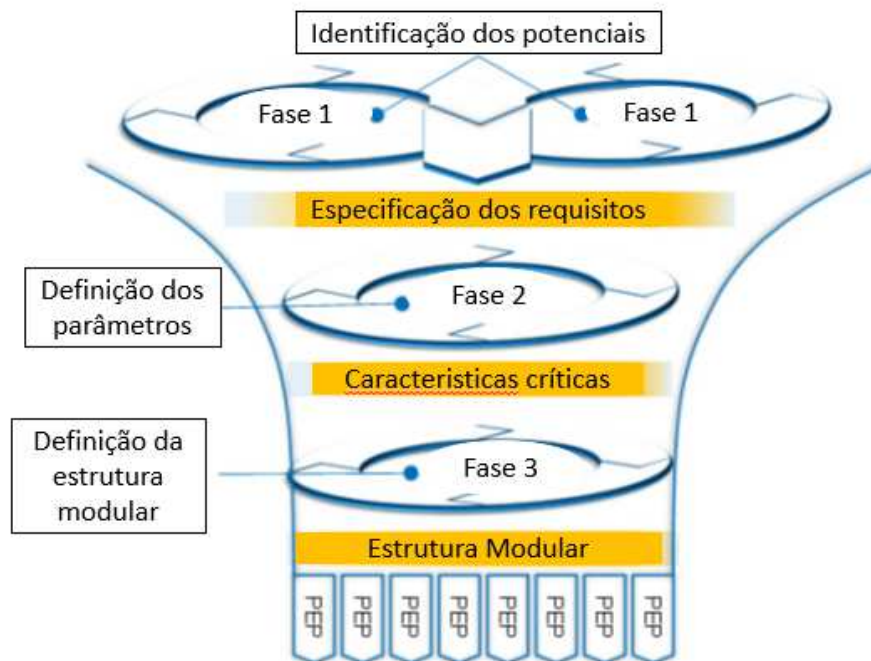 Identificação dos potenciais
Fase 1
Fase 1
Especificação dos requisitos
Definição dos
parâmetros
Fase 2
Caracteristicas críticas
Definição da
estrutura
modular
Fase 3
Estrutura Modular
PEP
PEP
PEP
PEP
PEP
PEP
PEP
PEP